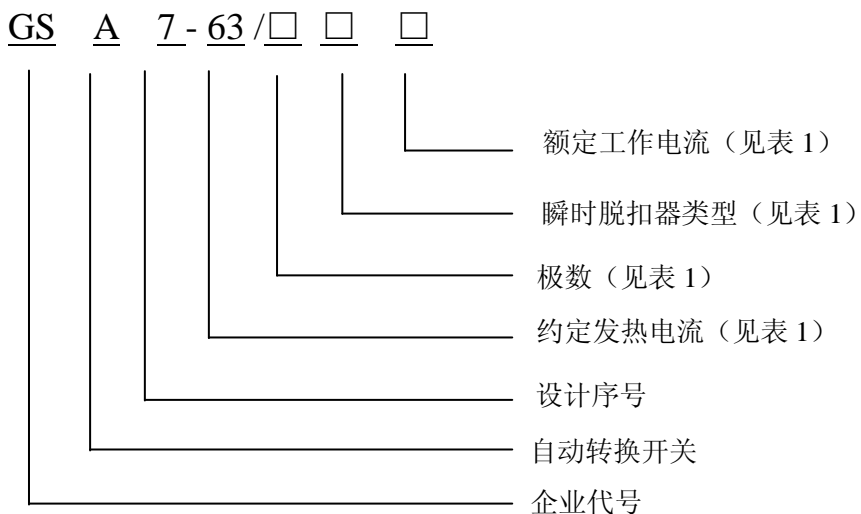 GS A 7 - 63 /□ □ □
额定工作电流（见表 1）
瞬时脱扣器类型（见表 1）
极数（见表 1）
约定发热电流（见表 1）
设计序号
自动转换开关
企业代号